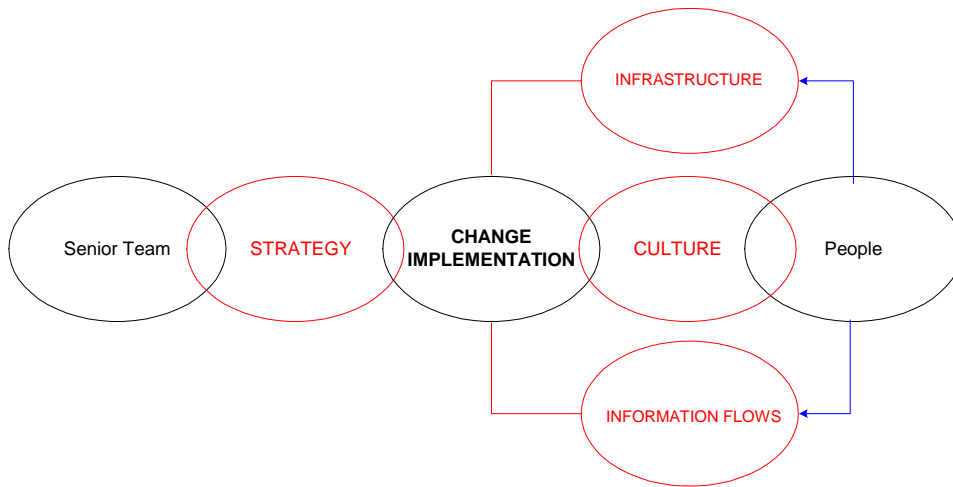 INFRASTRUCTURE
Senior Team
STRATEGY
CHANGE
IMPLEMENTATION
CULTURE
People
INFORMATION FLOWS